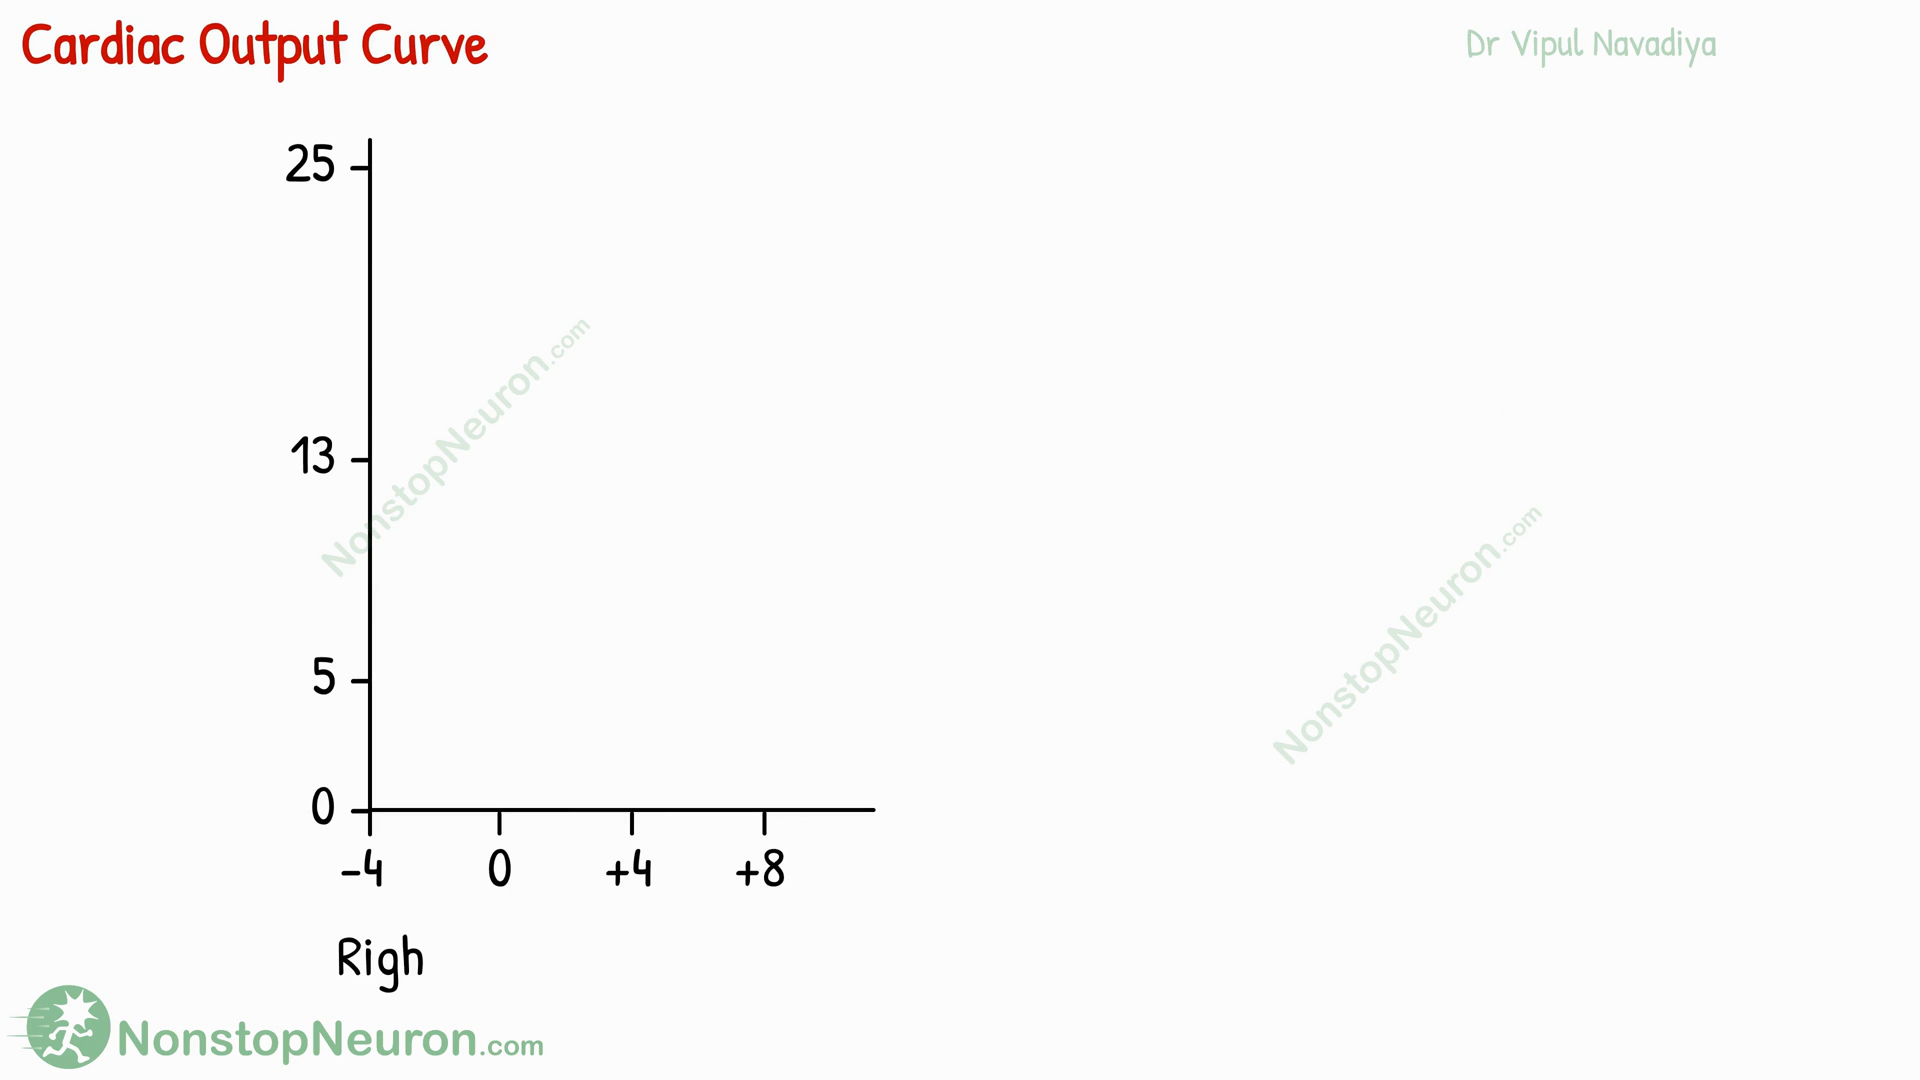 Cardiac Output Curve
Dr Vipul Navadiya
25
13
5
0
-4 0 +4 +8
Righ
NonstopNeuron.com
NonstopNeuron.com
NonstopNeuron.com